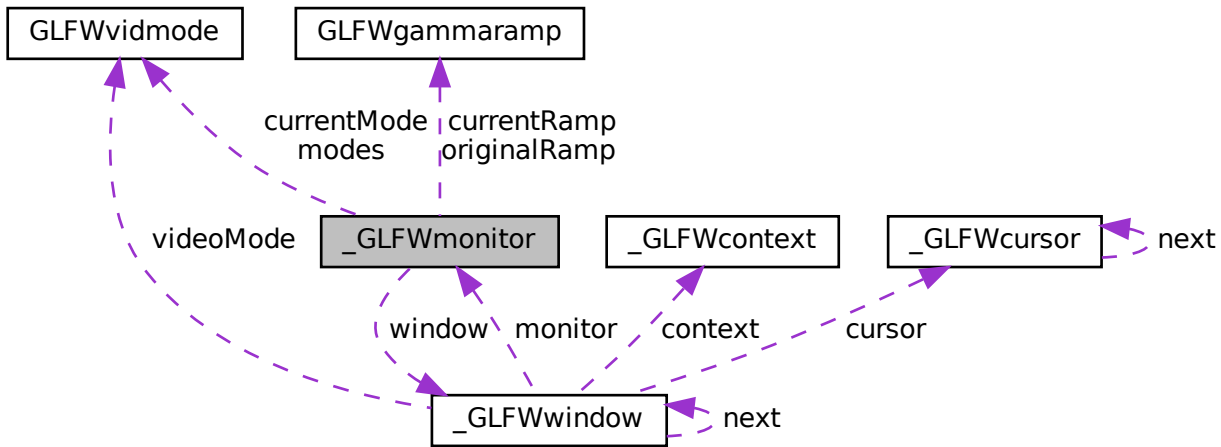 GLFWvidmode
GLFWgammaramp
currentMode
modes
currentRamp
originalRamp
videoMode
_GLFWmonitor
_GLFWcontext
_GLFWcursor
next
window
monitor
context
cursor
_GLFWwindow
next